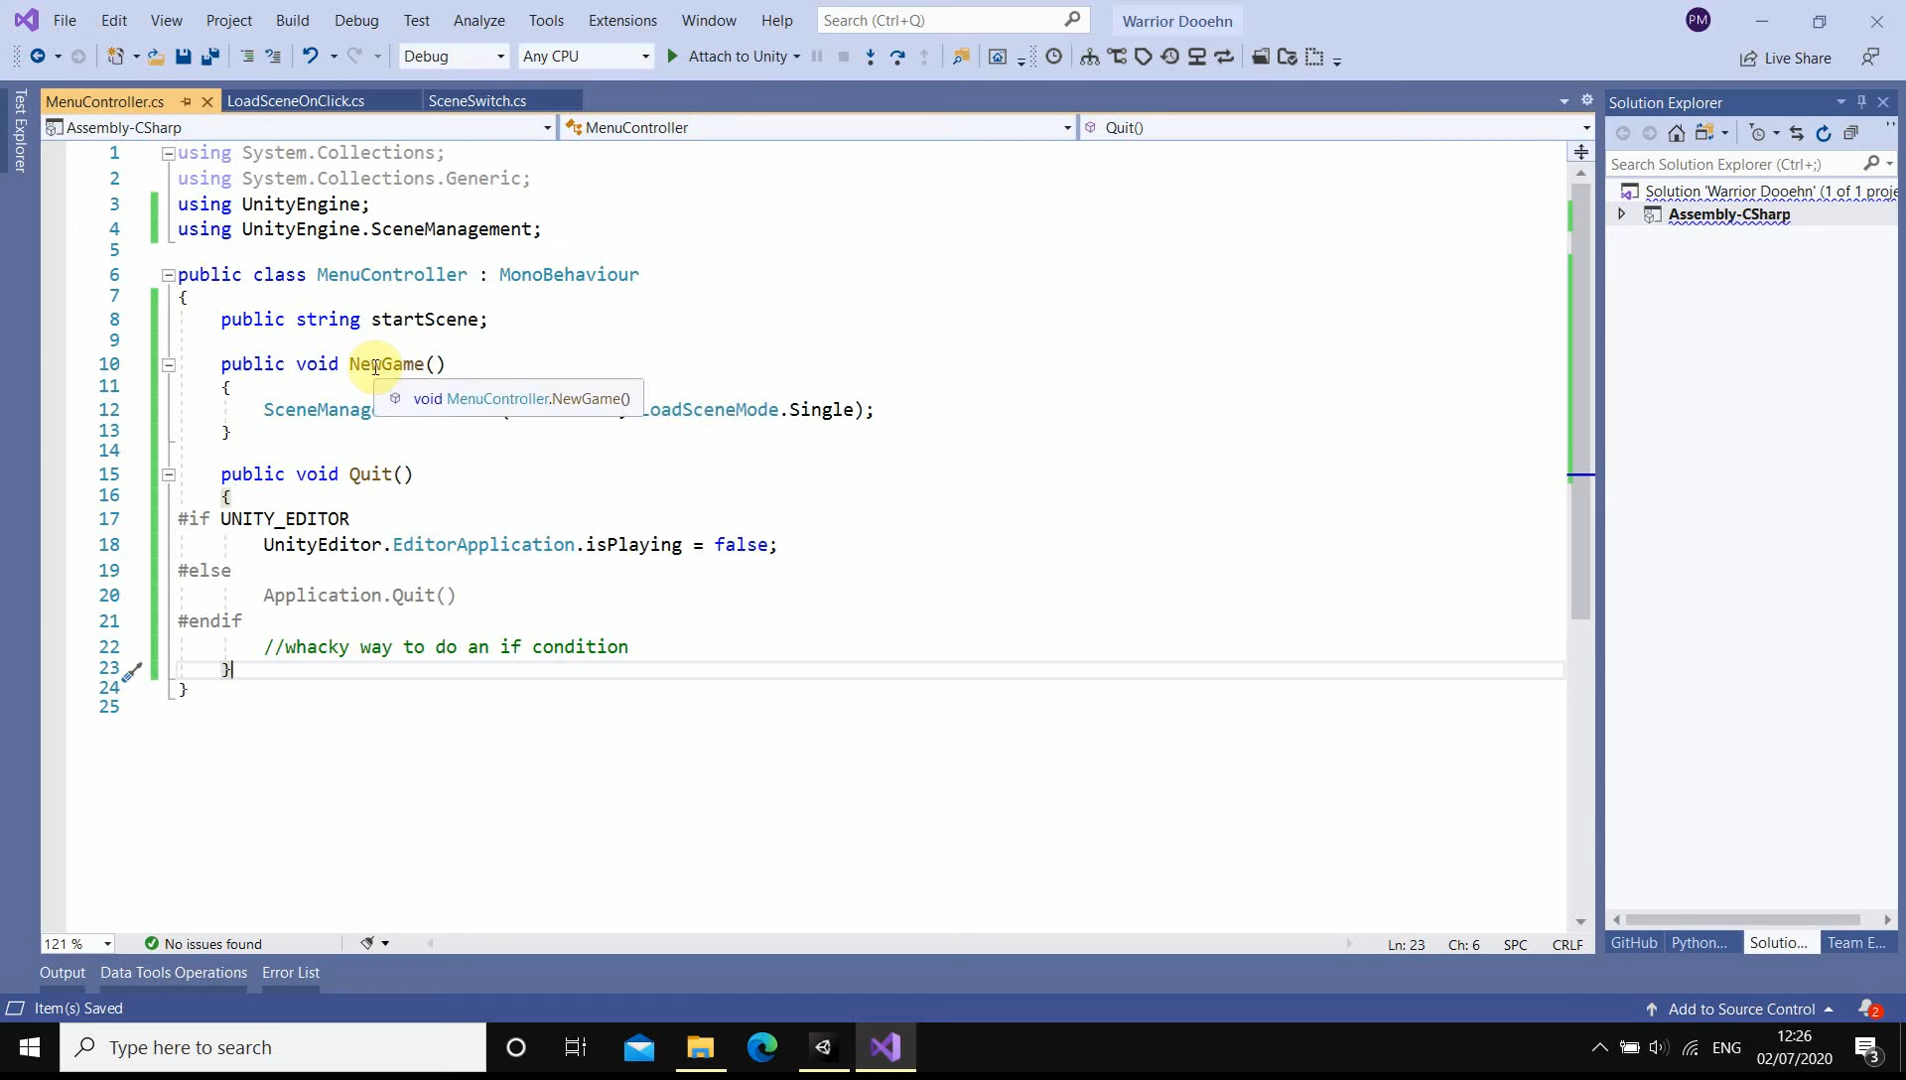 File Edit View Project Build Debug Test Analyze Tools Extensions Window Help Search (Ctrl+Q) Warrior Dooehn PM
Debug Any CPU Attach to Unity Live Share
Test Explorer
MenuController.cs LoadSceneOnClick.cs SceneSwitch.cs
Assembly-CSharp MenuController Quit()
1 using System.Collections;
2 using System.Collections.Generic;
3 using UnityEngine;
4 using UnityEngine.SceneManagement;
5
6 public class MenuController : MonoBehaviour
7 {
8 public string startScene;
9
10 public void NewGame()
11 {
void MenuController.NewGame()
12 SceneManag LoadSceneMode.Single);
13 }
14
15 public void Quit()
16 {
17 #if UNITY_EDITOR
18 UnityEditor.EditorApplication.isPlaying = false;
19 #else
20 Application.Quit()
21 #endif
22 //whacky way to do an if condition
23 }
24 }
25
121 % No issues found Ln: 23 Ch: 6 SPC CRLF
Solution Explorer
Search Solution Explorer (Ctrl+;)
Solution 'Warrior Dooehn' (1 of 1 proje
Assembly-CSharp
GitHub Python... Solutio... Team E...
Output Data Tools Operations Error List
Item(s) Saved Add to Source Control 2
Type here to search ENG 12:26
02/07/2020 3